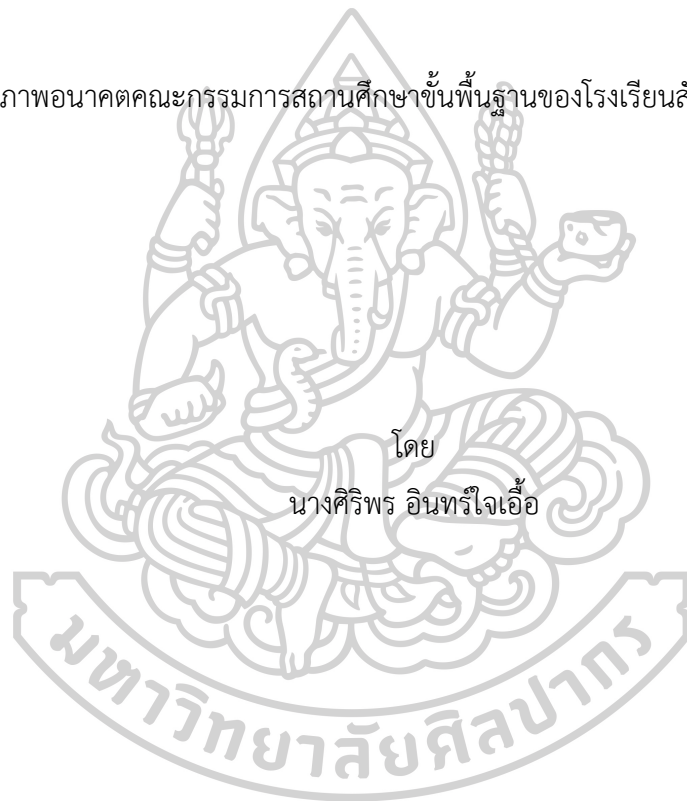 ภาพอนาคตคณะกรรมการสถานศึกษาขั้นพื้นฐานของโรงเรียน
โดย
นางศิริพร อินทร์ใจเอื้อ
มหาวิทยาลัยศิลปากร